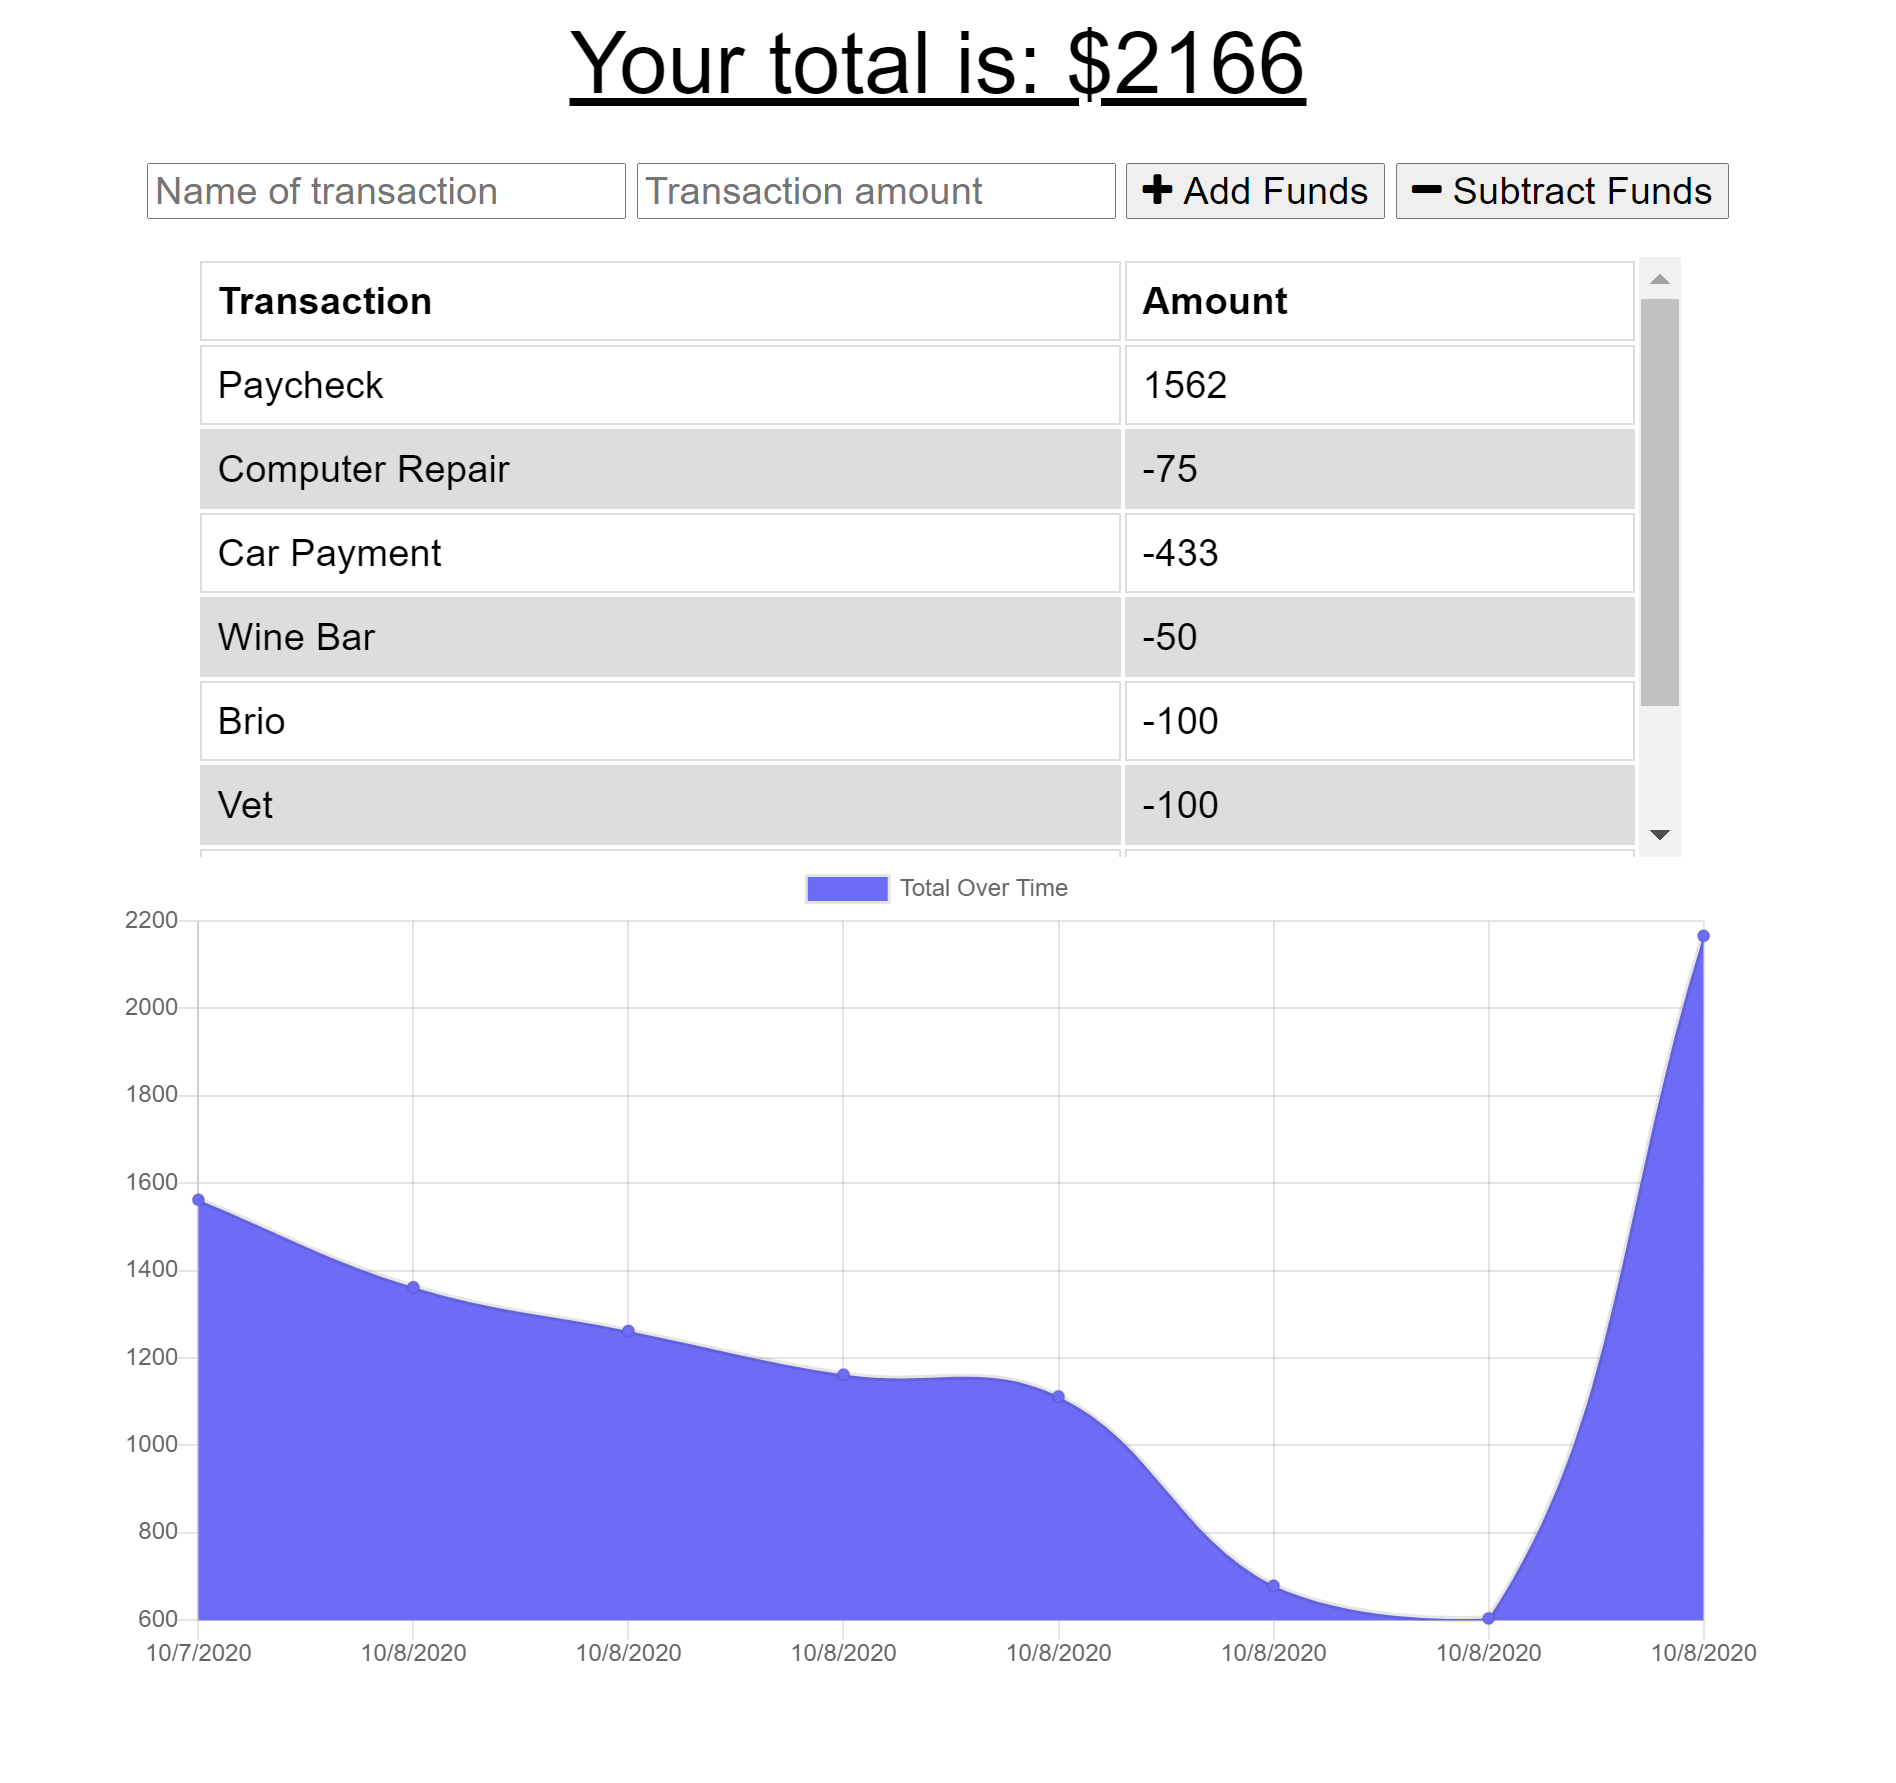 Your total is: $2166
Name of transaction Transaction amount Add Funds Subtract Funds
Transaction Amount
Paycheck 1562
Computer Repair -75
Car Payment -433
Wine Bar -50
Brio -100
Vet -100
Total Over Time
2200
2000
1800
1600
1400
1200
1000
800
600
10/7/2020 10/8/2020 10/8/2020 10/8/2020 10/8/2020 10/8/2020 10/8/2020 10/8/2020